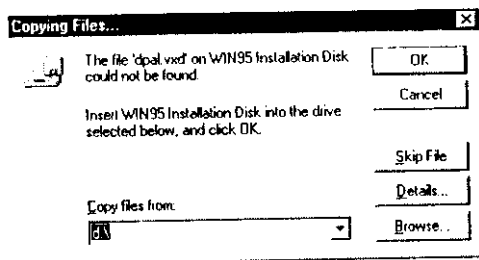 Copying Files...
The file 'dpal.vxd' on WIN95 Installation Disk
could not be found.
Insert WIN95 Installation Disk into the drive
selected below, and click OK.
Copy files from:
d:\
OK
Cancel
Skip File
Details...
Browse...